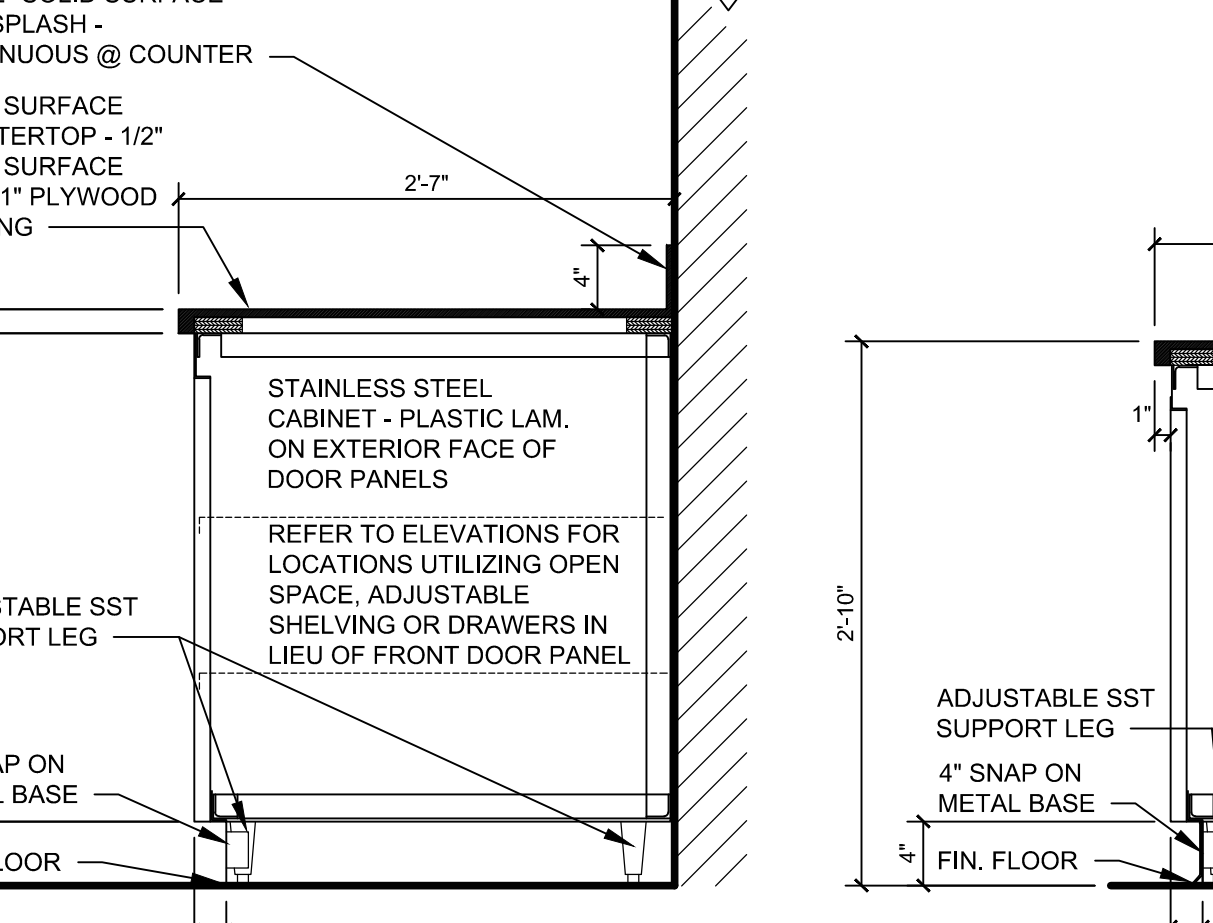 SOLID SURFACE
SPLASH -
NUOUS @ COUNTER
SURFACE
TERTOP - 1/2"
SURFACE
1" PLYWOOD
NG
2'-7"
4"
STAINLESS STEEL
CABINET - PLASTIC LAM.
ON EXTERIOR FACE OF
DOOR PANELS
REFER TO ELEVATIONS FOR
LOCATIONS UTILIZING OPEN
SPACE, ADJUSTABLE
SHELVING OR DRAWERS IN
LIEU OF FRONT DOOR PANEL
STABLE SST
ORT LEG
AP ON
L BASE
LOOR
1"
2'-10"
ADJUSTABLE SST
SUPPORT LEG
4" SNAP ON
METAL BASE
4"
FIN. FLOOR